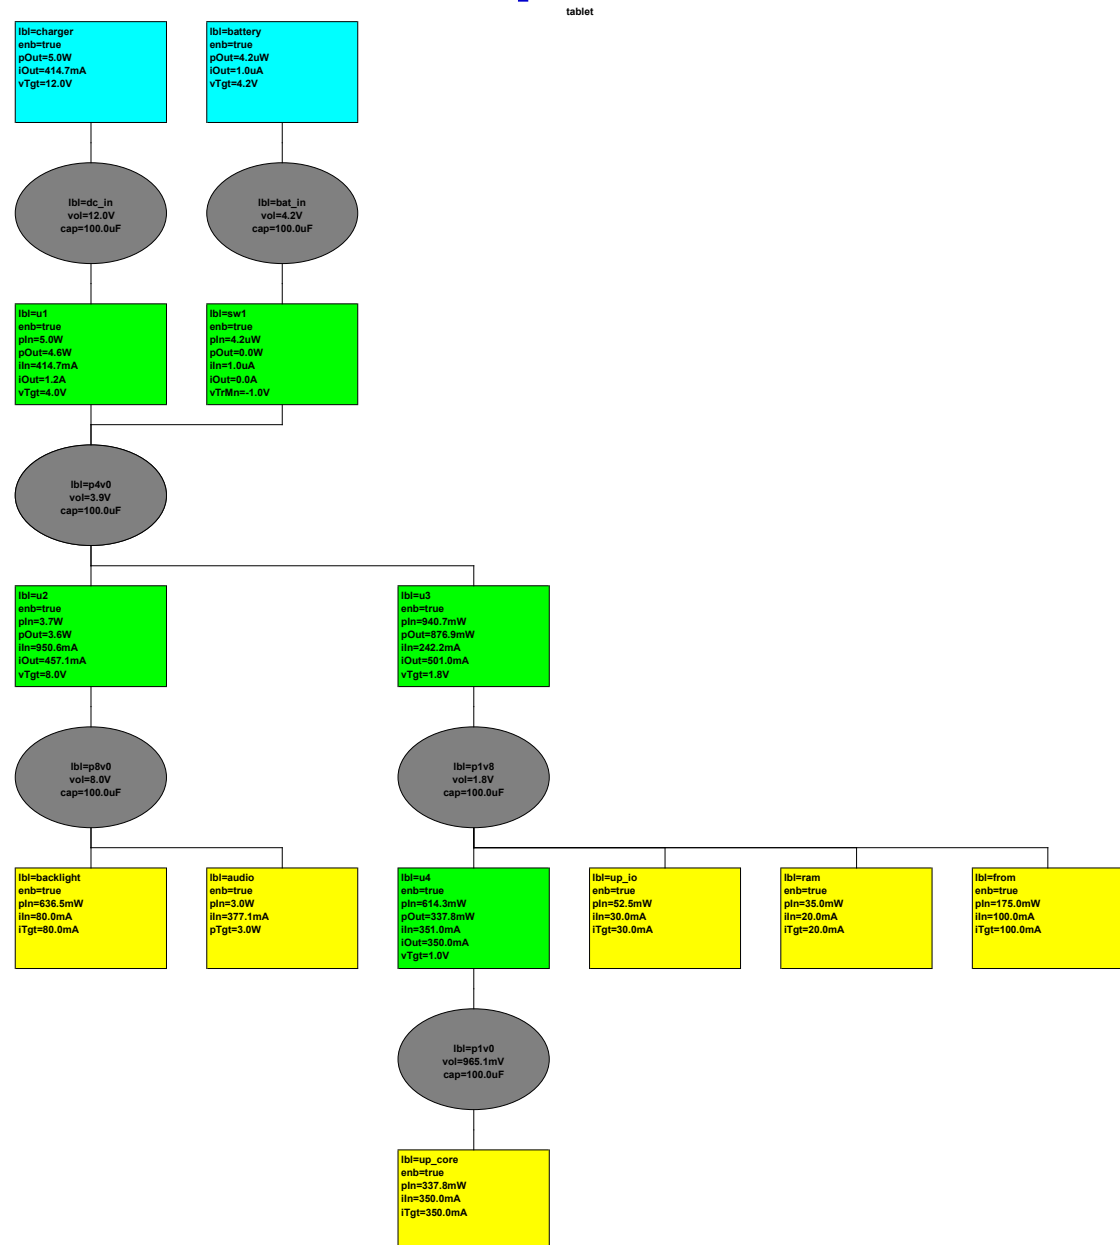 tablet
lbl=charger
enb=true
pOut=5.0W
iOut=414.7mA
vTgt=12.0V
lbl=battery
enb=true
pOut=4.2uW
iOut=1.0uA
vTgt=4.2V
lbl=dc_in
vol=12.0V
cap=100.0uF
lbl=bat_in
vol=4.2V
cap=100.0uF
lbl=u1
enb=true
pIn=5.0W
pOut=4.6W
iIn=414.7mA
iOut=1.2A
vTgt=4.0V
lbl=sw1
enb=true
pIn=4.2uW
pOut=0.0W
iIn=1.0uA
iOut=0.0A
vTrMn=-1.0V
lbl=p4v0
vol=3.9V
cap=100.0uF
lbl=u2
enb=true
pIn=3.7W
pOut=3.6W
iIn=950.6mA
iOut=457.1mA
vTgt=8.0V
lbl=u3
enb=true
pIn=940.7mW
pOut=876.9mW
iIn=242.2mA
iOut=501.0mA
vTgt=1.8V
lbl=p8v0
vol=8.0V
cap=100.0uF
lbl=p1v8
vol=1.8V
cap=100.0uF
lbl=backlight
enb=true
pIn=636.5mW
iIn=80.0mA
iTgt=80.0mA
lbl=audio
enb=true
pIn=3.0W
iIn=377.1mA
pTgt=3.0W
lbl=u4
enb=true
pIn=614.3mW
pOut=337.8mW
iIn=351.0mA
iOut=350.0mA
vTgt=1.0V
lbl=up_io
enb=true
pIn=52.5mW
iIn=30.0mA
iTgt=30.0mA
lbl=ram
enb=true
pIn=35.0mW
iIn=20.0mA
iTgt=20.0mA
lbl=from
enb=true
pIn=175.0mW
iIn=100.0mA
iTgt=100.0mA
lbl=p1v0
vol=965.1mV
cap=100.0uF
lbl=up_core
enb=true
pIn=337.8mW
iIn=350.0mA
iTgt=350.0mA